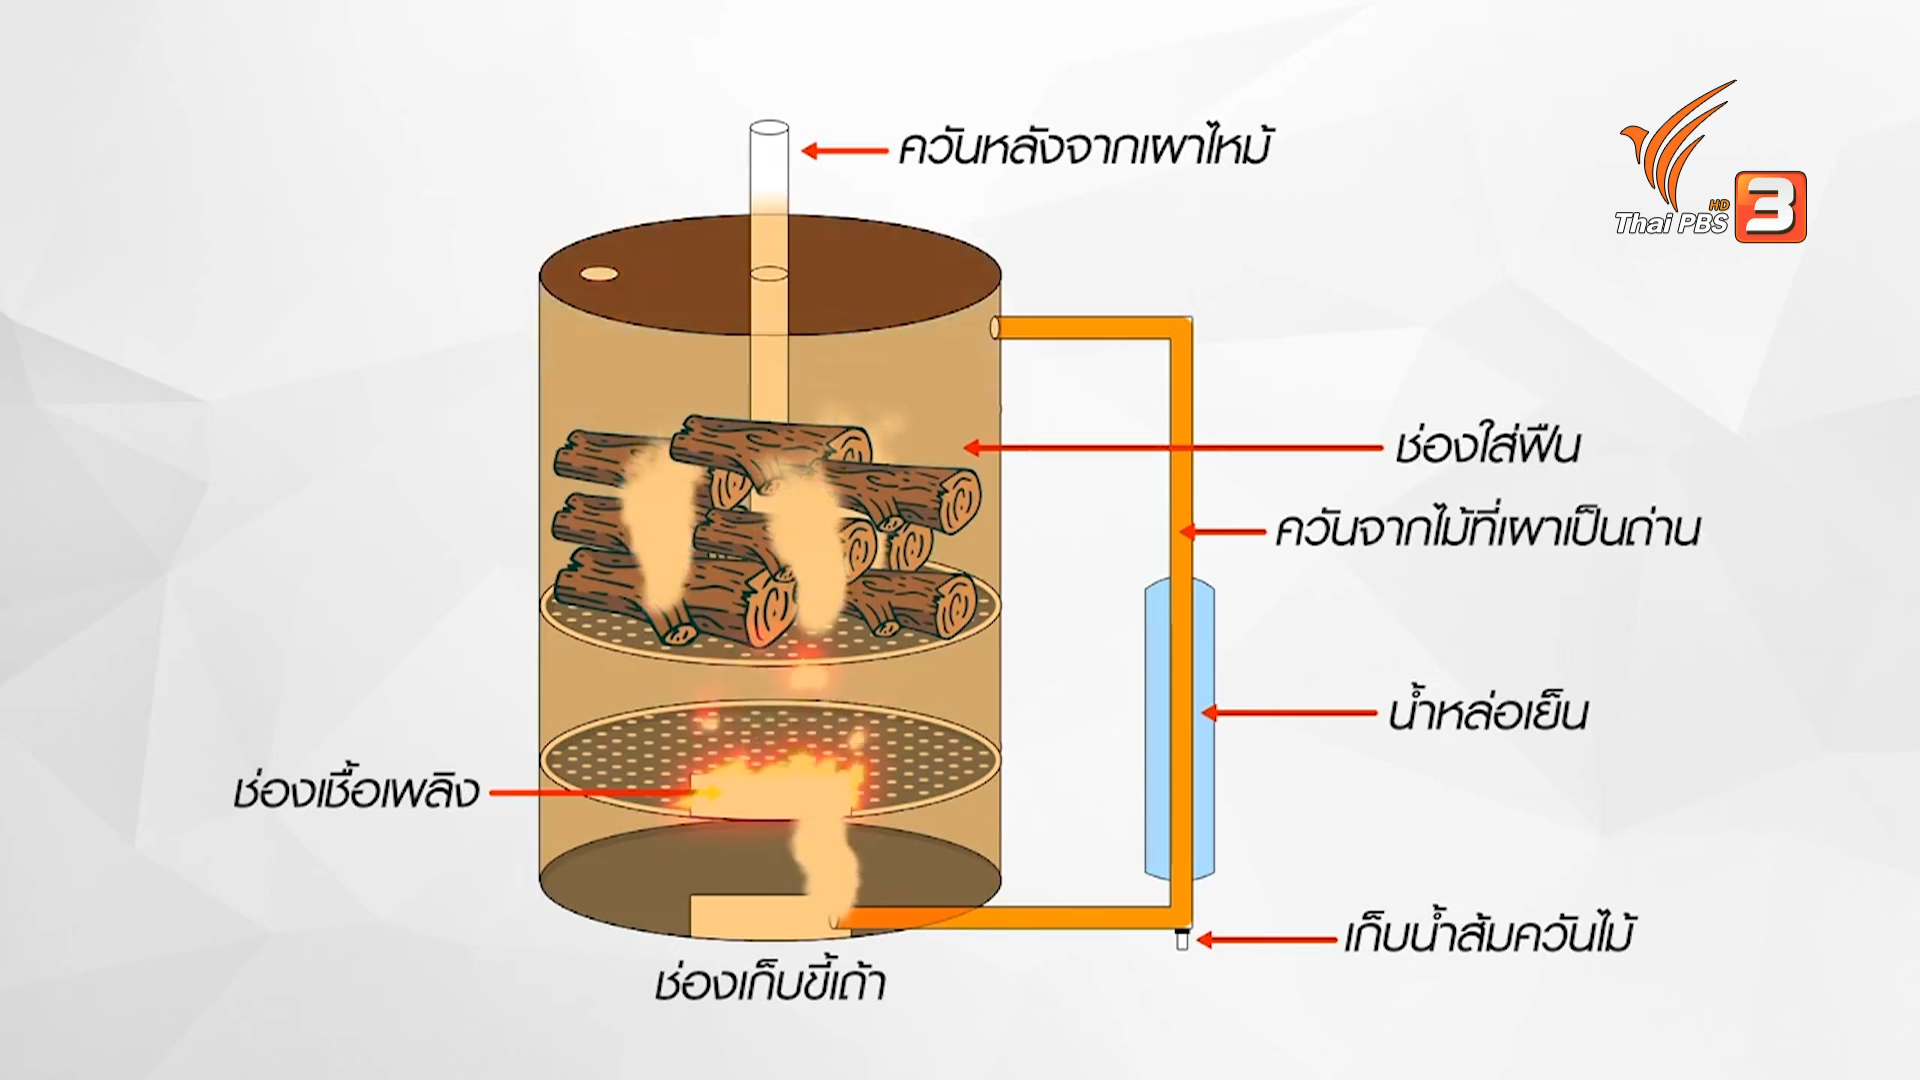 ควันหลังจากเผาไหม้
HD
Thai PBS 3
ช่องใส่ฟืน
ควันจากไม้ที่เผาเป็นถ่าน
น้ำหล่อเย็น
ช่องเชื้อเพลิง
เก็บน้ำส้มควันไม้
ช่องเก็บขี้เถ้า